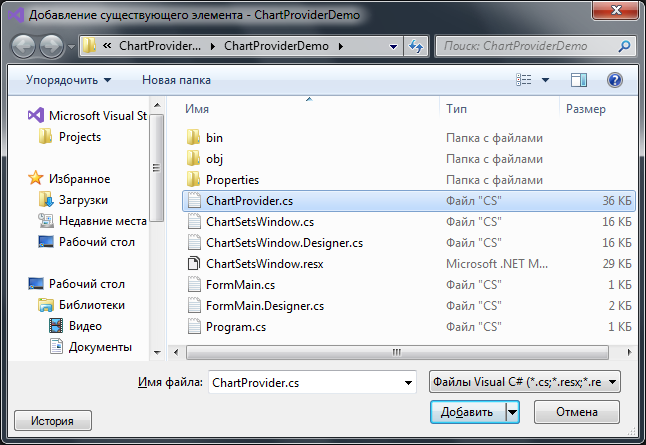 Добавление существующего элемента - ChartProviderDemo
« ChartProvider... ChartProviderDemo
Поиск: ChartProviderDemo
Упорядочить Новая папка
Microsoft Visual St
Projects
Избранное
Загрузки
Недавние места
Рабочий стол
Рабочий стол
Библиотеки
Видео
Документы
Имя Тип Размер
bin Папка с файлами
obj Папка с файлами
Properties Папка с файлами
ChartProvider.cs Файл "CS" 36 КБ
ChartSetsWindow.cs Файл "CS" 16 КБ
ChartSetsWindow.Designer.cs Файл "CS" 16 КБ
ChartSetsWindow.resx Microsoft .NET M... 29 КБ
FormMain.cs Файл "CS" 1 КБ
FormMain.Designer.cs Файл "CS" 2 КБ
Program.cs Файл "CS" 1 КБ
Имя файла: ChartProvider.cs Файлы Visual C# (*.cs;*.resx;*.re
Добавить Отмена
История